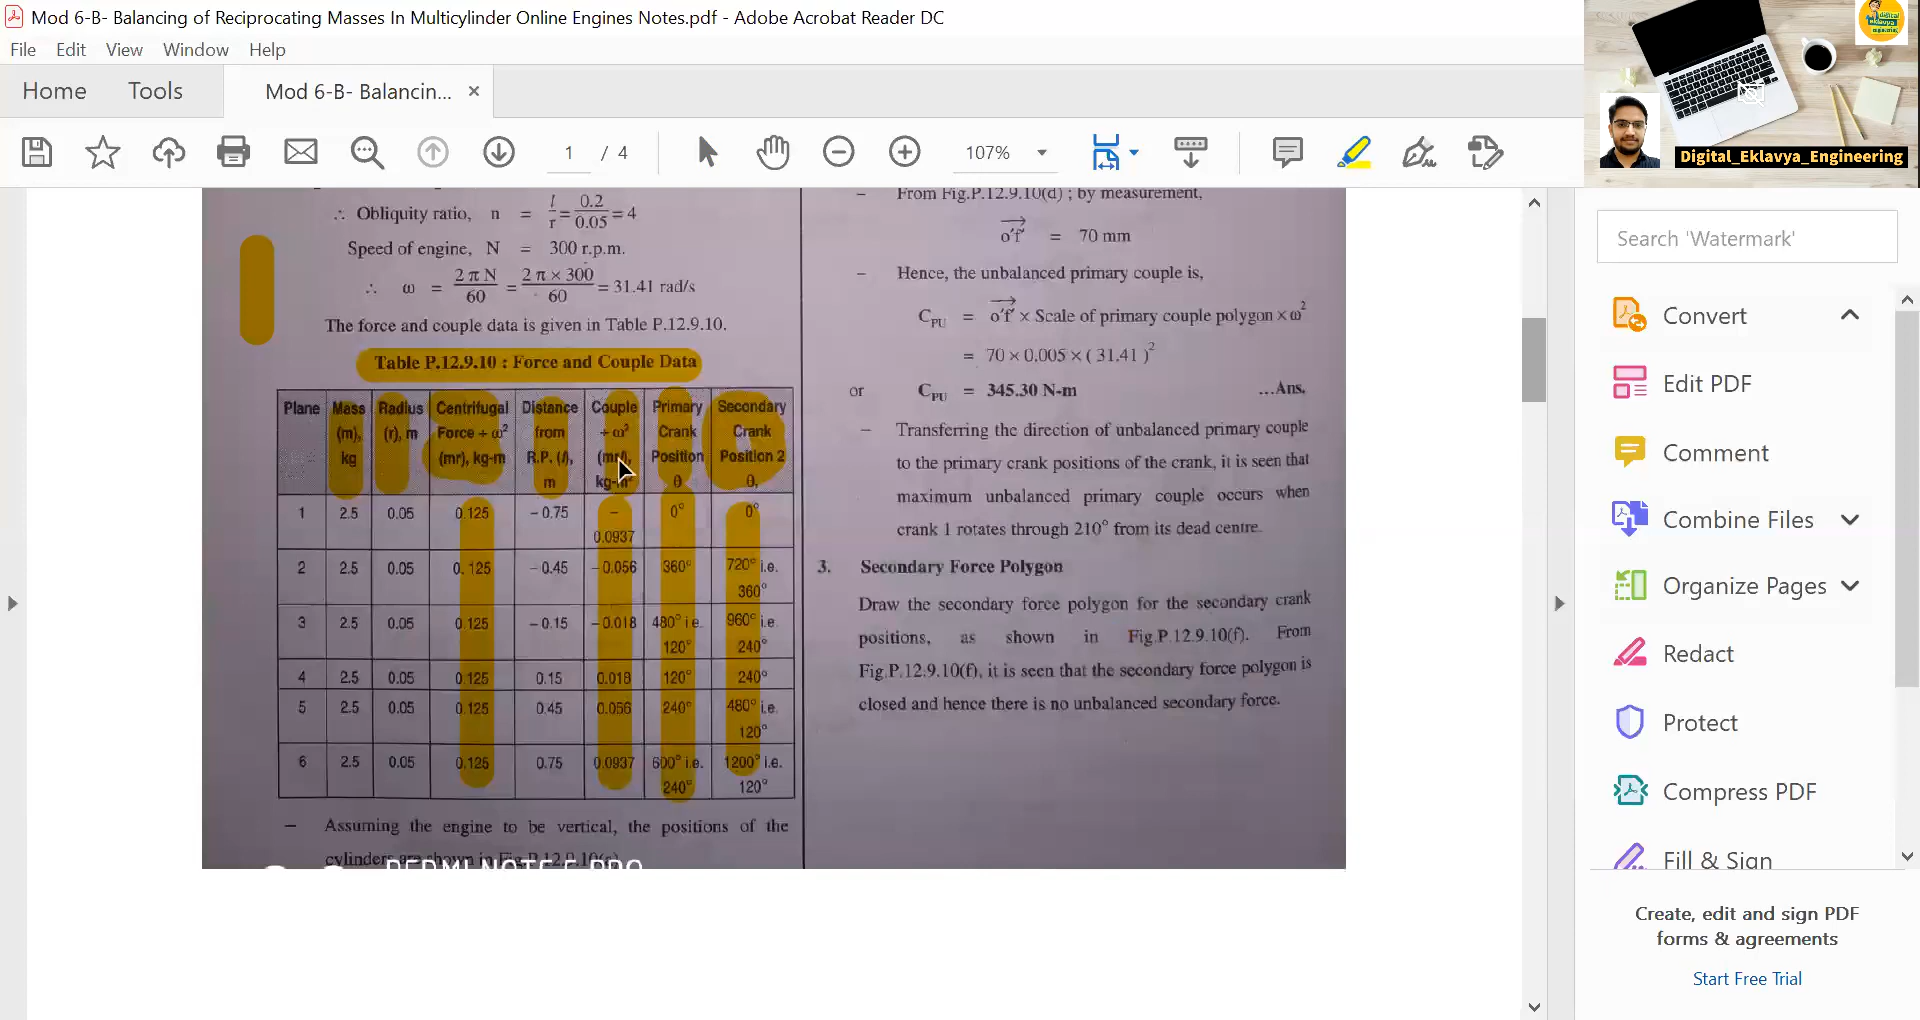 Mod 6-B- Balancing of Reciprocating Masses In Multicylinder Online Engines Notes.pdf - Adobe Acrobat Reader DC
File Edit View Window Help
Home Tools Mod 6-B- Balancin... ×
1 / 4 107%
Digital_Eklavya_Engineering
∴ Obliquity ratio, n = l/r = 0.2/0.05 = 4
Speed of engine, N = 300 r.p.m.
∴ ω = 2 π N/60 = 2 π × 300/60 = 31.41 rad/s
The force and couple data is given in Table P.12.9.10.
Table P.12.9.10 : Force and Couple Data
Plane Mass (m), kg Radius (r), m Centrifugal Force ÷ ω² (mr), kg-m Distance from R.P. (l), m Couple ÷ ω² (mrl), kg-m² Primary Crank Position θ Secondary Crank Position 2 θ,
1 2.5 0.05 0.125 – 0.75 – 0.0937 0° 0°
2 2.5 0.05 0.125 – 0.45 – 0.056 360° 720° i.e. 360°
3 2.5 0.05 0.125 – 0.15 – 0.018 480° i.e. 120° 960° i.e. 240°
4 2.5 0.05 0.125 0.15 0.018 120° 240°
5 2.5 0.05 0.125 0.45 0.056 240° 480° i.e. 120°
6 2.5 0.05 0.125 0.75 0.0937 600° i.e. 240° 1200° i.e. 120°
– Assuming the engine to be vertical, the positions of the
cylinders are shown in Fig.P.12.9.10(c)
– From Fig.P.12.9.10(d) ; by measurement,
o'f' = 70 mm
– Hence, the unbalanced primary couple is,
C_PU = o'f' × Scale of primary couple polygon × ω²
= 70 × 0.005 × ( 31.41 )²
or C_PU = 345.30 N-m ...Ans.
– Transferring the direction of unbalanced primary couple
to the primary crank positions of the crank, it is seen that
maximum unbalanced primary couple occurs when
crank 1 rotates through 210° from its dead centre.
3. Secondary Force Polygon
Draw the secondary force polygon for the secondary crank
positions, as shown in Fig.P.12.9.10(f). From
Fig.P.12.9.10(f), it is seen that the secondary force polygon is
closed and hence there is no unbalanced secondary force.
Search 'Watermark'
Convert
Edit PDF
Comment
Combine Files
Organize Pages
Redact
Protect
Compress PDF
Fill & Sign
Create, edit and sign PDF
forms & agreements
Start Free Trial